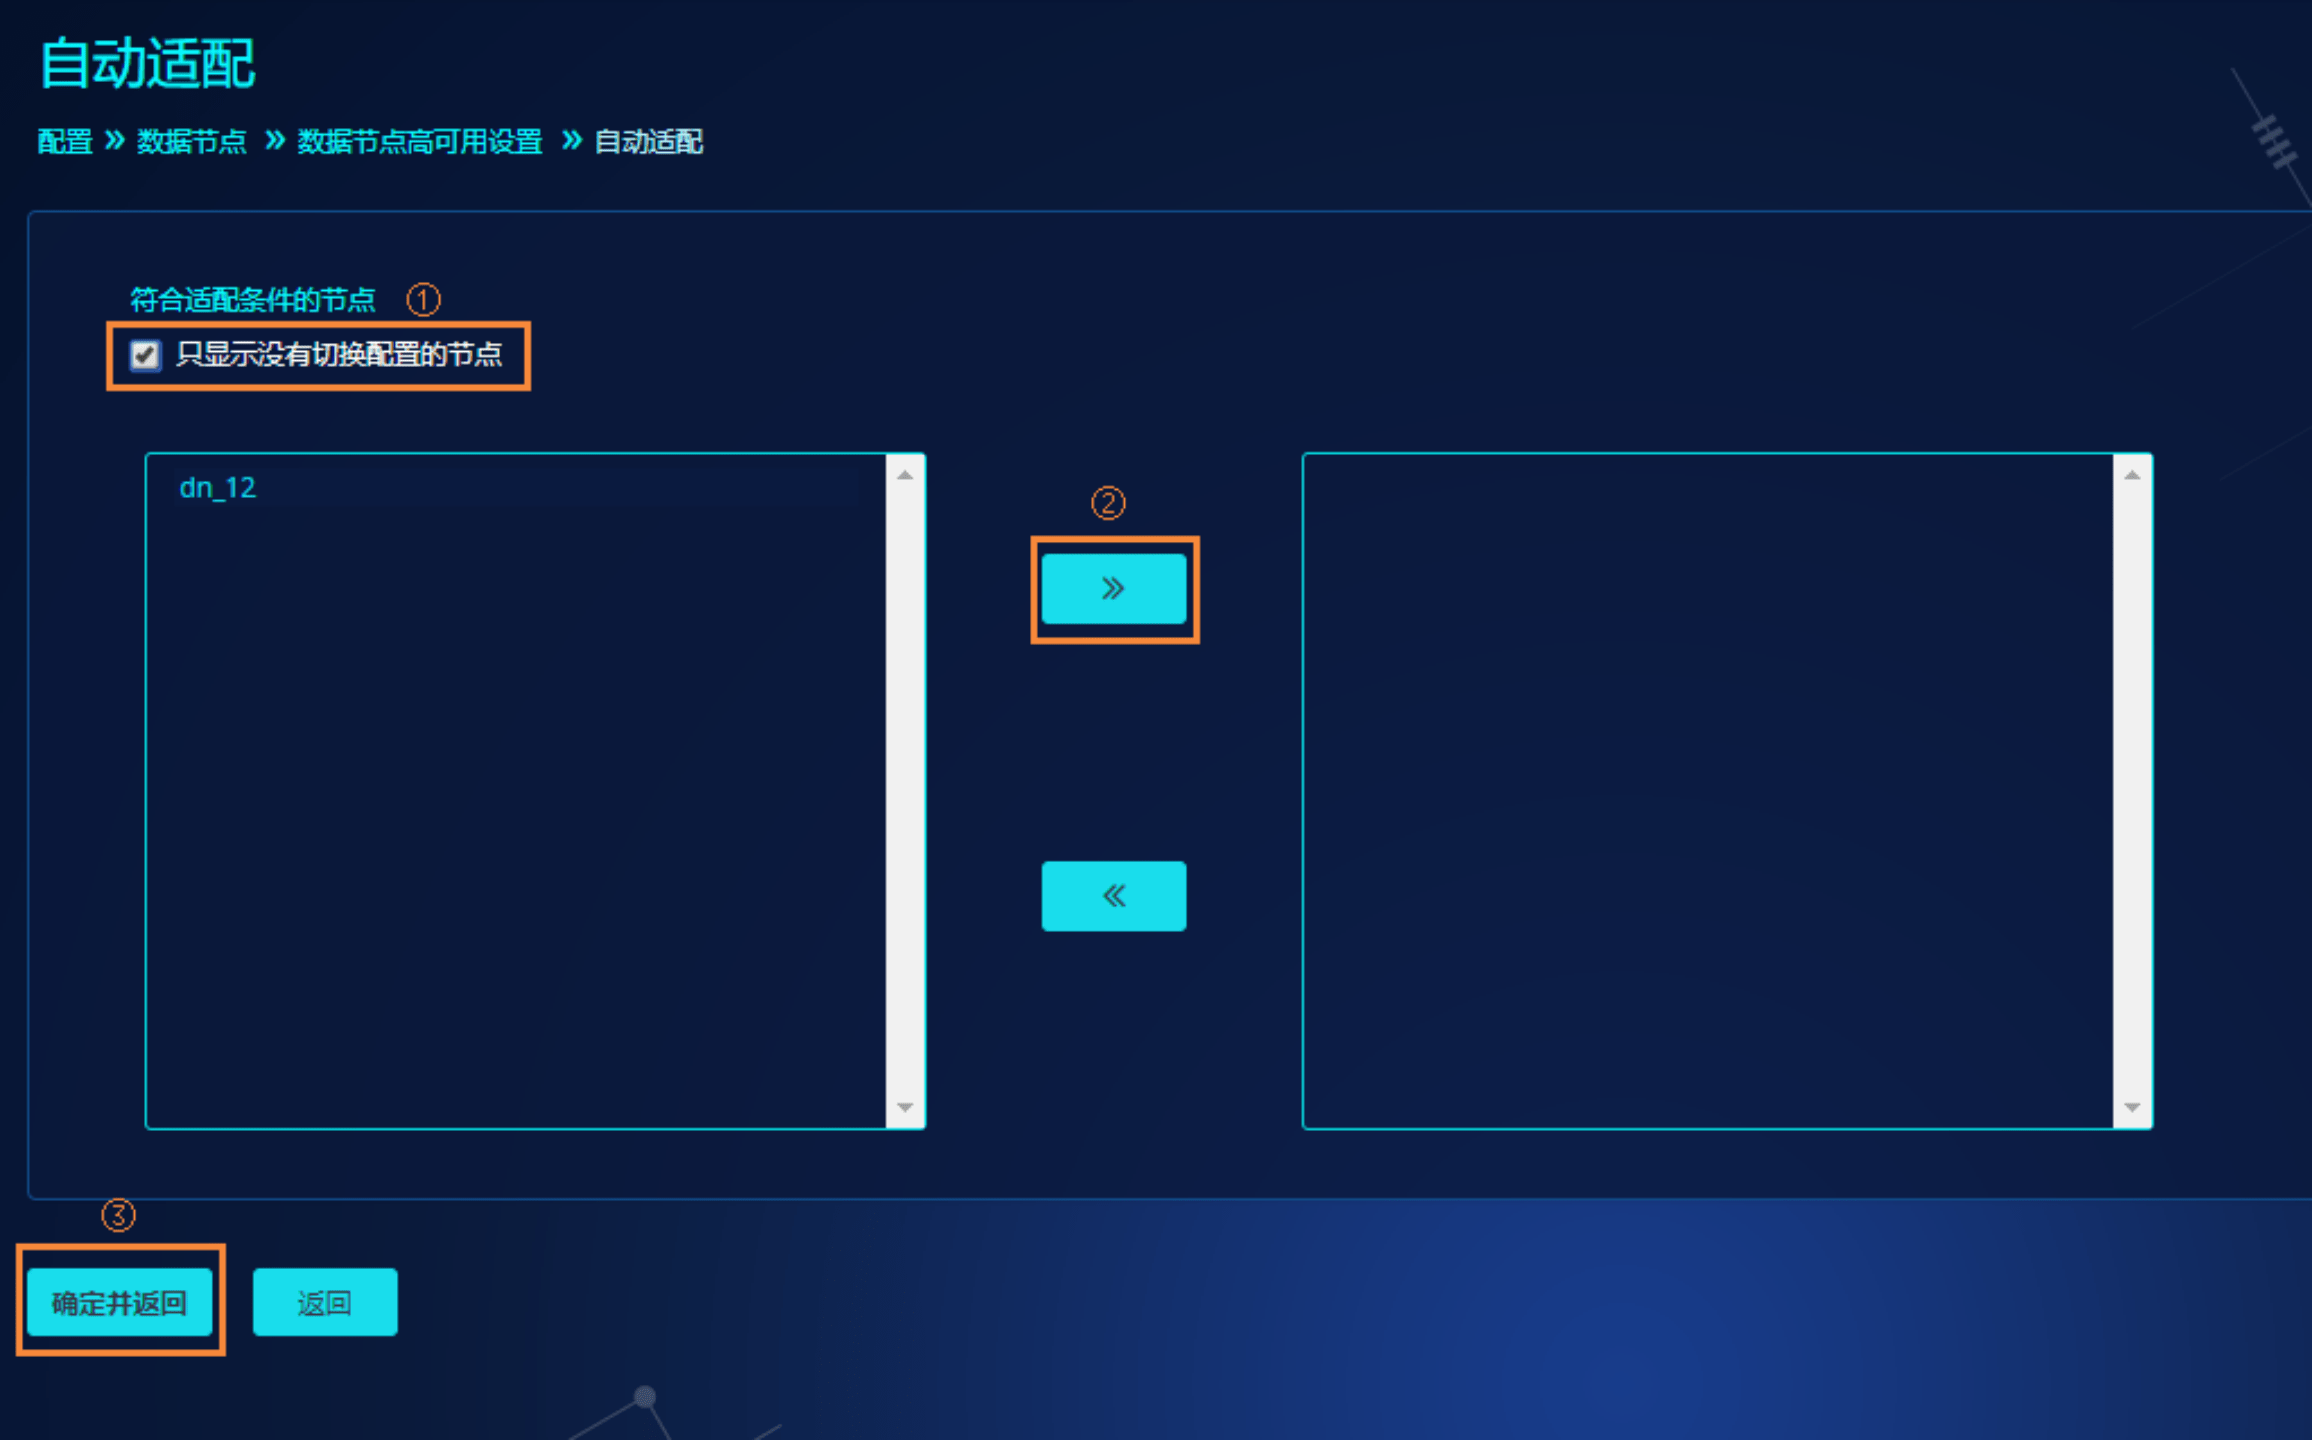 自动适配
配置 » 数据节点 » 数据节点高可用设置 » 自动适配
符合适配条件的节点 ①
只显示没有切换配置的节点
dn_12
②
»
«
③
确定并返回 返回